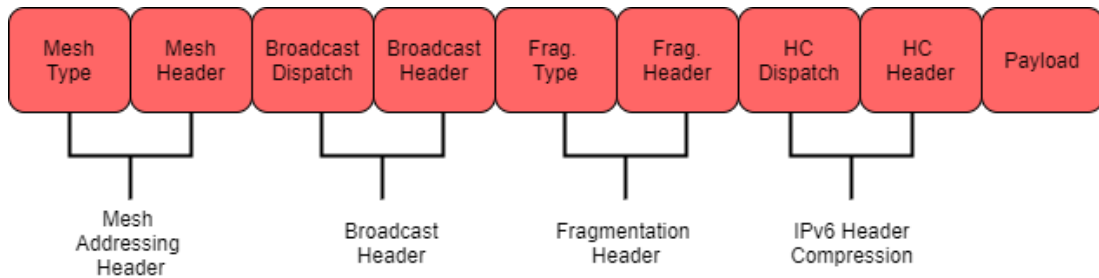 Mesh
Type
Mesh
Header
Broadcast
Dispatch
Broadcast
Header
Frag.
Type
Frag.
Header
HC
Dispatch
HC
Header
Payload
Mesh
Addressing
Header
Broadcast
Header
Fragmentation
Header
IPv6 Header
Compression